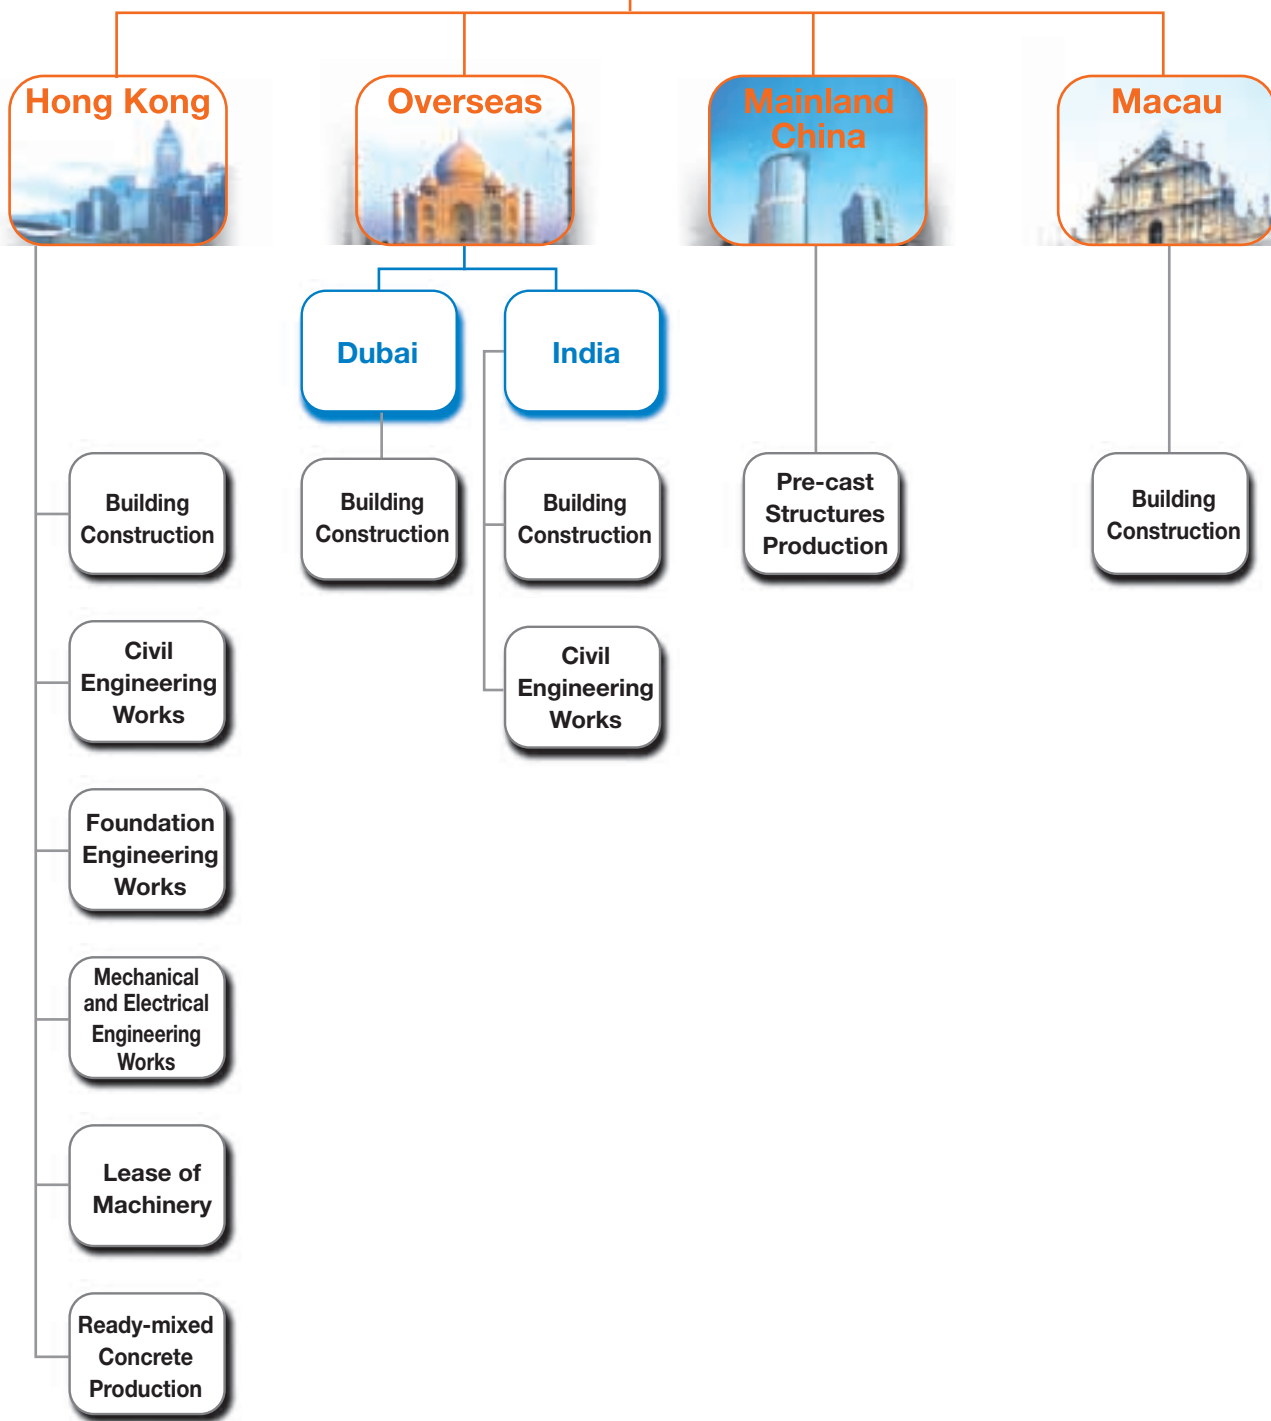 Hong Kong
Overseas
Mainland
China
Macau
Dubai
India
Building
Construction
Civil
Engineering
Works
Foundation
Engineering
Works
Mechanical
and Electrical
Engineering
Works
Lease of
Machinery
Ready-mixed
Concrete
Production
Building
Construction
Building
Construction
Civil
Engineering
Works
Pre-cast
Structures
Production
Building
Construction